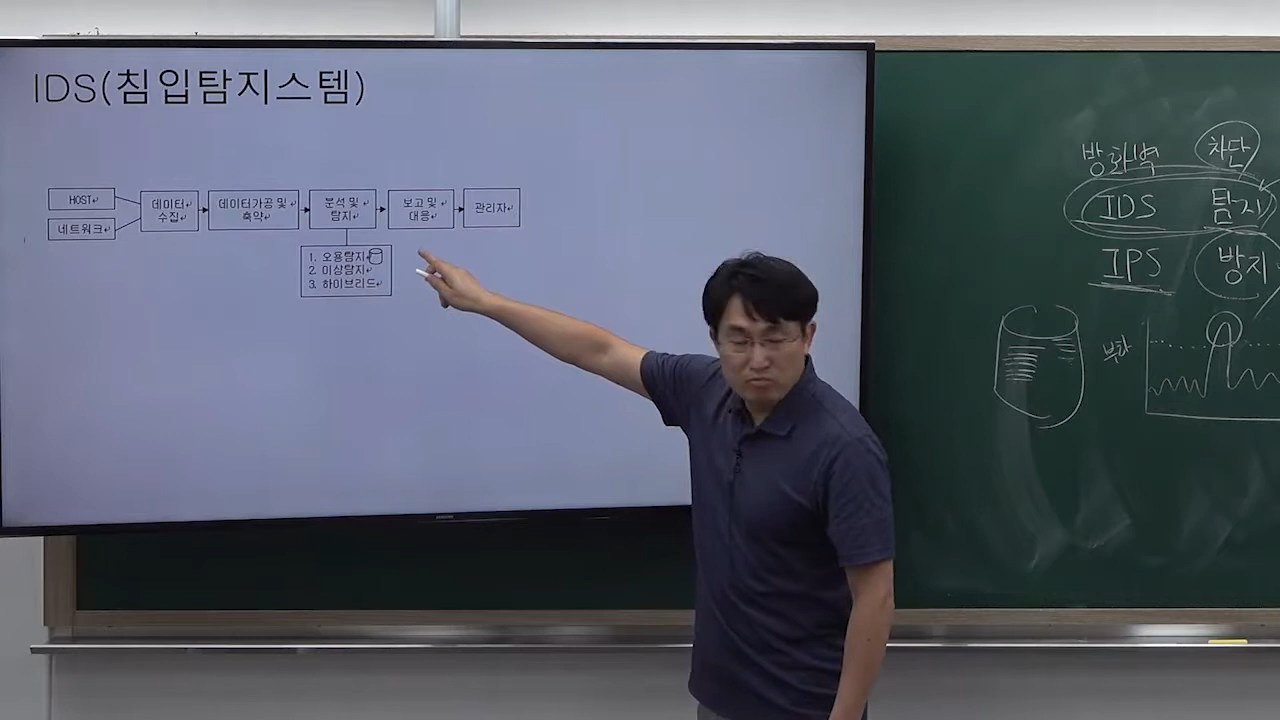 IDS(침입탐지스템)
HOST
네트워크
데이터
수집
데이터가공 및
축약
분석 및
탐지
보고 및
대응
관리자
1. 오용탐지
2. 이상탐지
3. 하이브리드
방화벽 차단
IDS 탐지
IPS 방지
부하